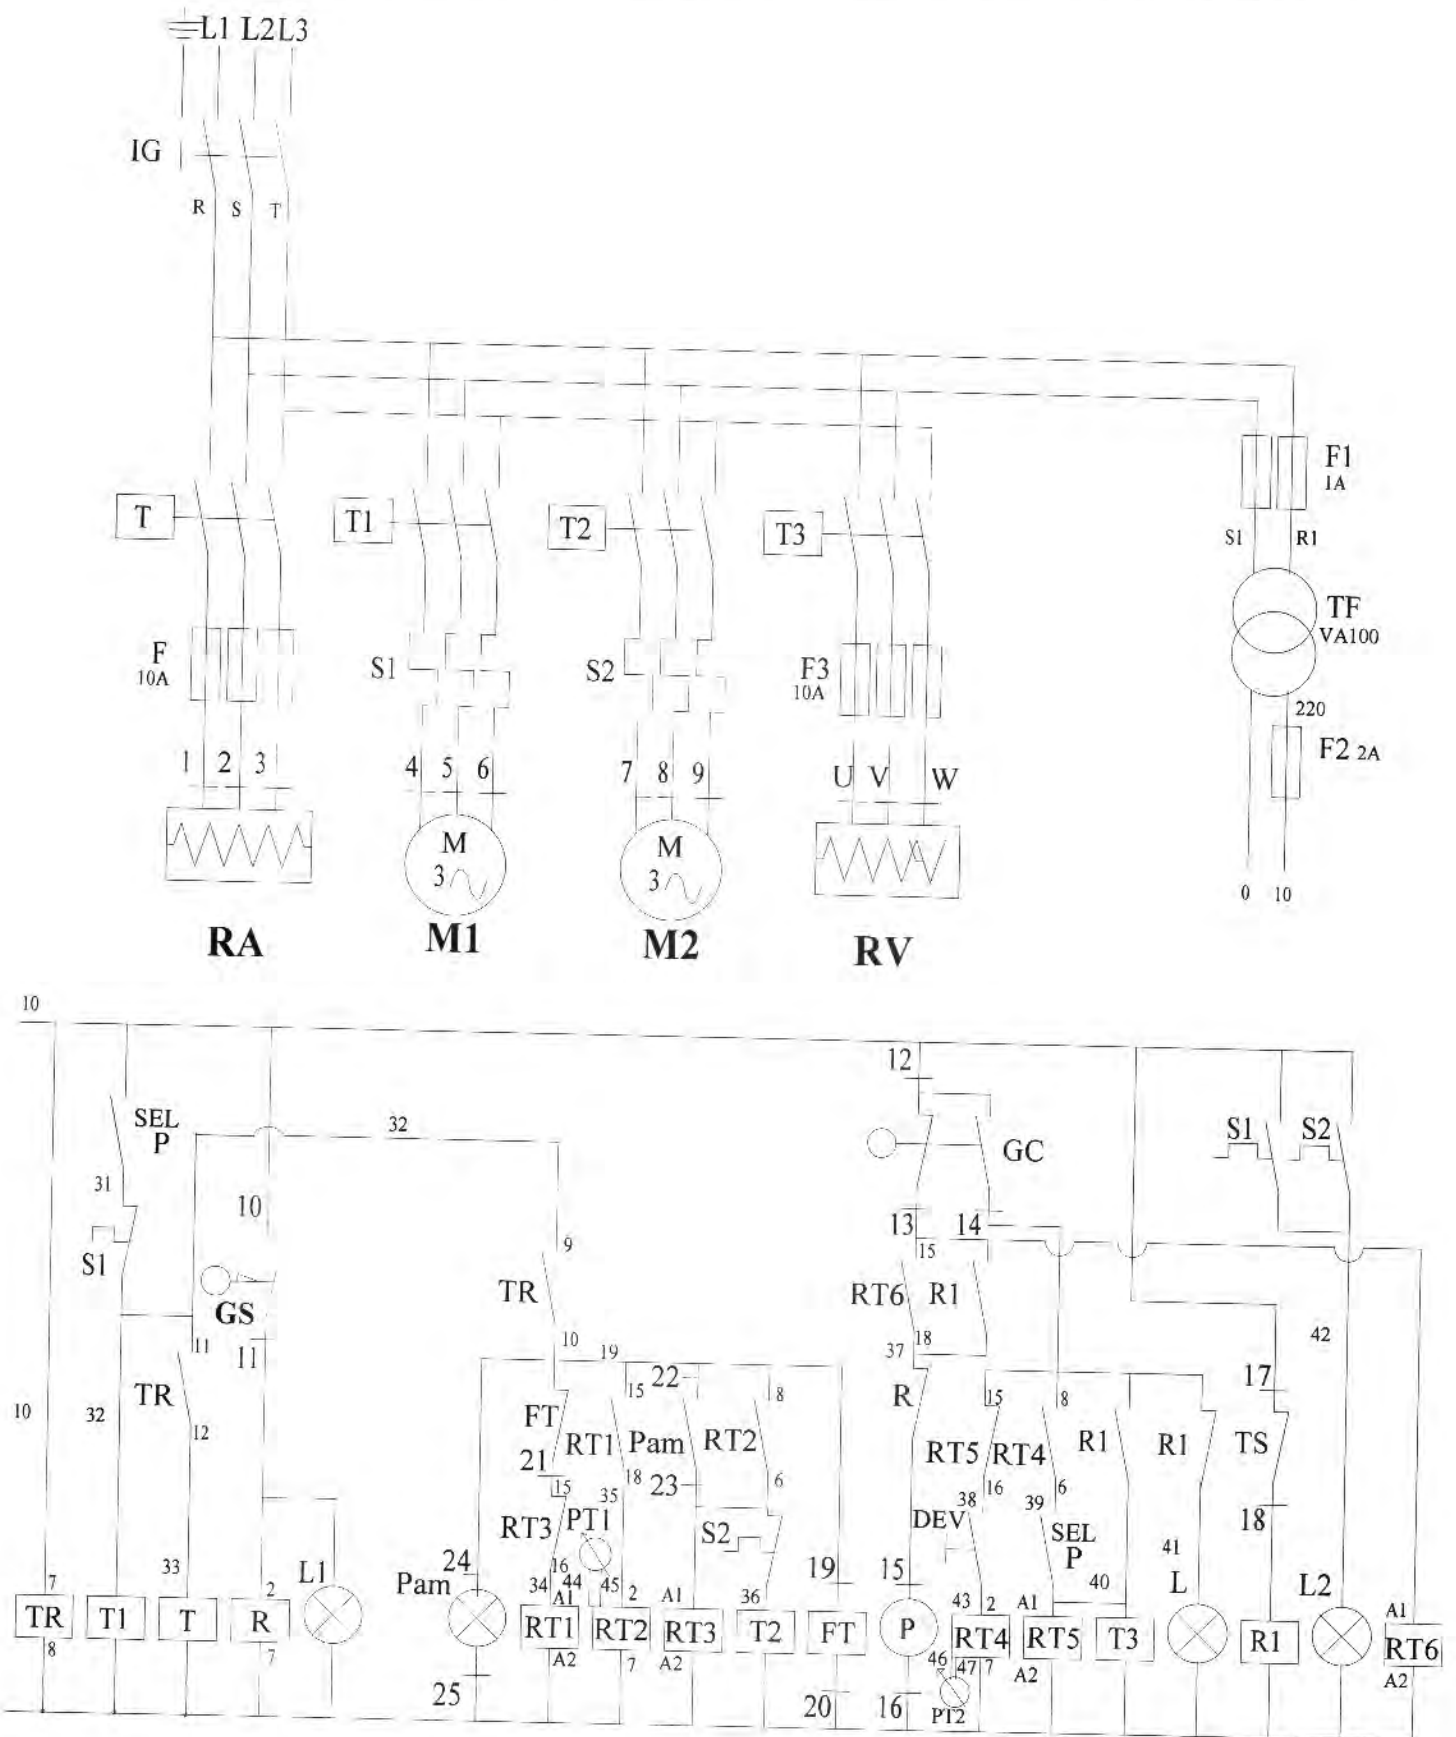 L1 L2 L3
IG
R S T
F1
1A
T T1 T2 T3
S1 R1
TF
VA100
F
10A
S1
S2
F3
10A
220
F2 2A
1 2 3
4 5 6
7 8 9
U V W
M
3
M
3
0 10
RA
M1
M2
RV
10
12
SEL
P
32
S1 S2
GC
31
10
13 14
9
15
S1
TR
RT6 R1
GS
10
18
42
11
11
19
37
22
15
8
R
15
8
17
TR
10
32
12
FT
RT1
Pam
RT2
RT5
RT4
R1
R1
TS
21
15
18
23
6
16
6
35
38
39
18
RT3
PT1
S2
DEV
SEL
P
33
L1
16
24
Pam
19
15
41
L
L2
7
2
34
44
45
A1
2
A1
36
43
2
A1
40
A1
TR
T1
T
R
RT1
RT2
RT3
T2
FT
P
RT4
RT5
T3
R1
RT6
8
7
A2
7
A2
46
47
7
A2
A2
25
20
16
PT2